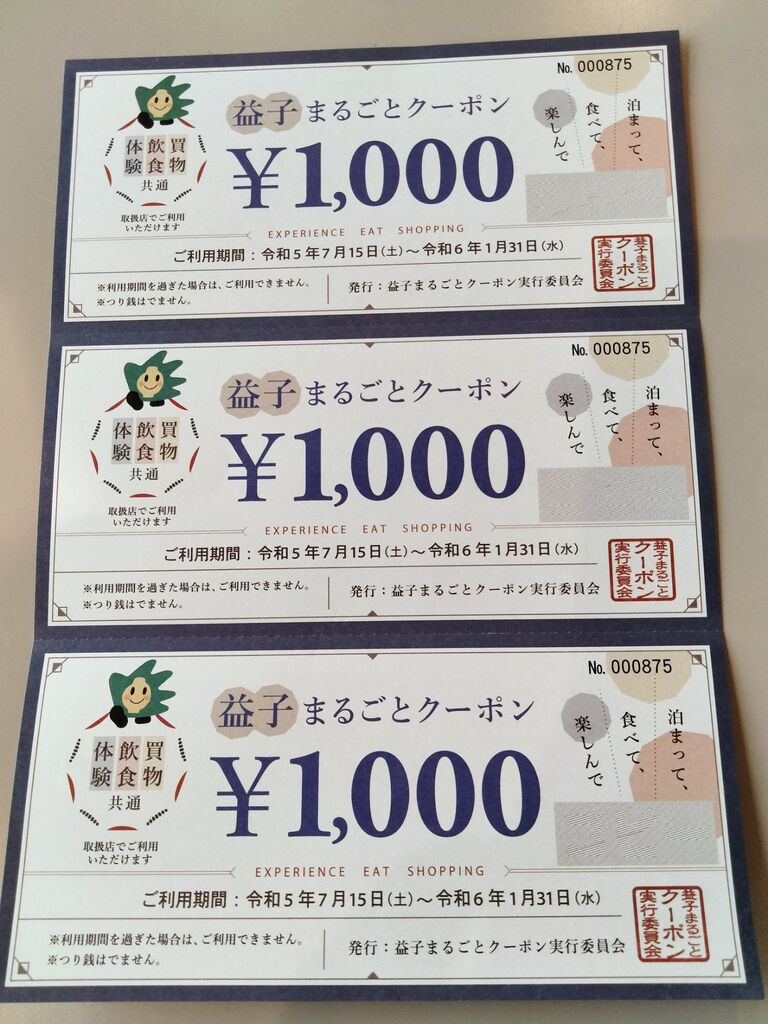 No. 000875
益子まるごとクーポン
¥1,000
体験 飲食 買物
共通
取扱店でご利用
いただけます
泊まって、
食べて、
楽しんで
EXPERIENCE EAT SHOPPING
ご利用期間：令和5年7月15日(土)～令和6年1月31日(水)
※利用期間を過ぎた場合は、ご利用できません。
※つり銭はでません。
発行：益子まるごとクーポン実行委員会
益子まるごと
クーポン
実行委員会
No. 000875
益子まるごとクーポン
¥1,000
体験 飲食 買物
共通
取扱店でご利用
いただけます
泊まって、
食べて、
楽しんで
EXPERIENCE EAT SHOPPING
ご利用期間：令和5年7月15日(土)～令和6年1月31日(水)
※利用期間を過ぎた場合は、ご利用できません。
※つり銭はでません。
発行：益子まるごとクーポン実行委員会
益子まるごと
クーポン
実行委員会
No. 000875
益子まるごとクーポン
¥1,000
体験 飲食 買物
共通
取扱店でご利用
いただけます
泊まって、
食べて、
楽しんで
EXPERIENCE EAT SHOPPING
ご利用期間：令和5年7月15日(土)～令和6年1月31日(水)
※利用期間を過ぎた場合は、ご利用できません。
※つり銭はでません。
発行：益子まるごとクーポン実行委員会
益子まるごと
クーポン
実行委員会